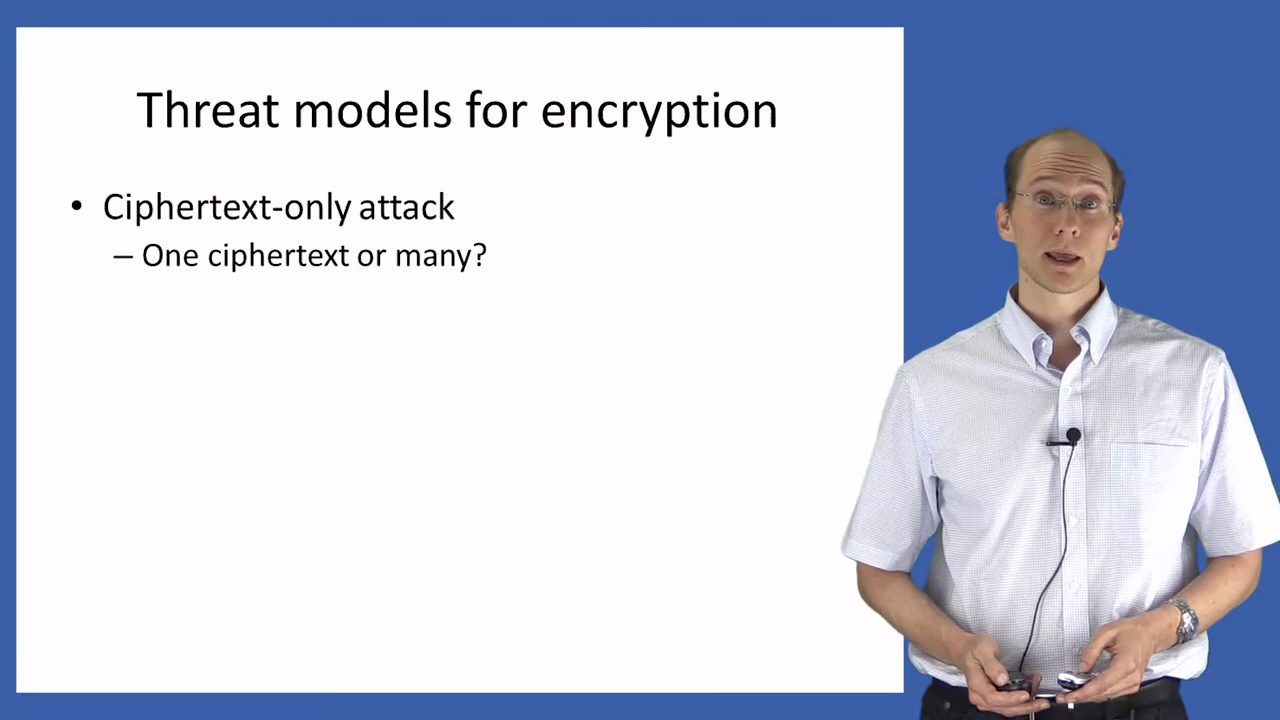 Threat models for encryption
• Ciphertext-only attack
– One ciphertext or many?